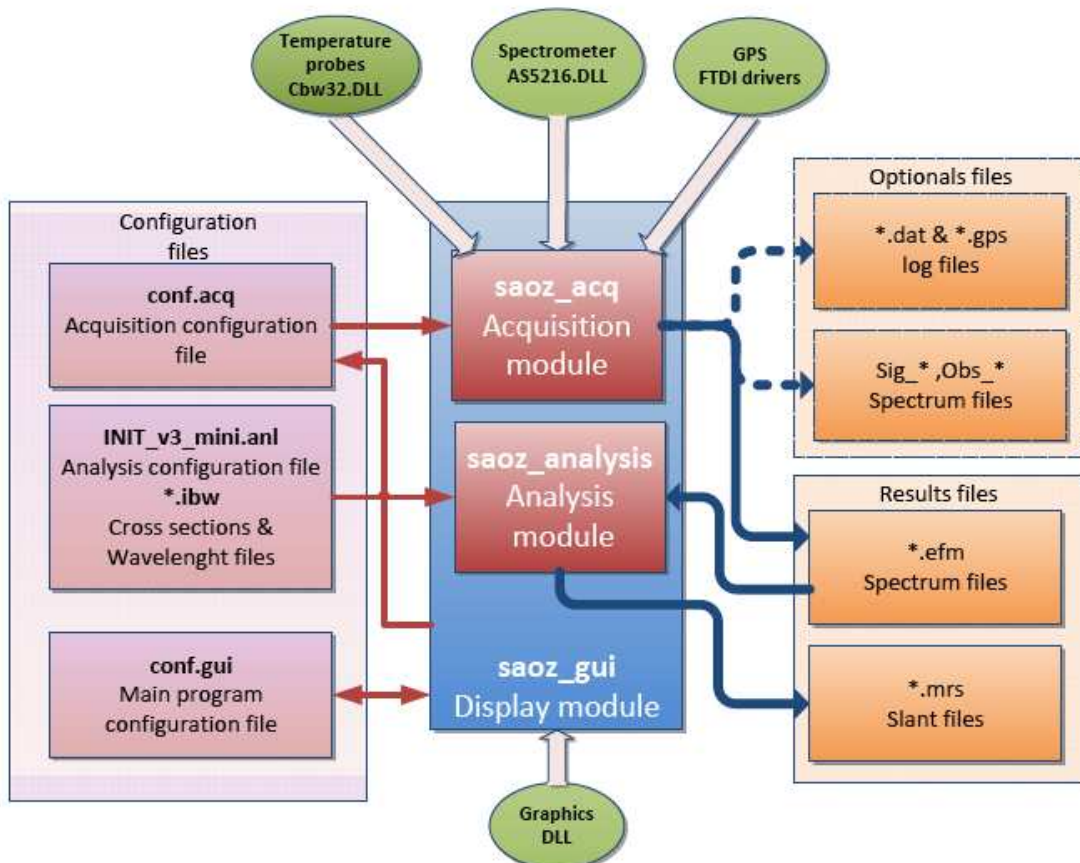 Temperature
probes
Cbw32.DLL
Spectrometer
AS5216.DLL
GPS
FTDI drivers
Configuration
files
conf.acq
Acquisition configuration
file
INIT_v3_mini.anl
Analysis configuration file
*.ibw
Cross sections &
Wavelenght files
conf.gui
Main program
configuration file
saoz_acq
Acquisition
module
saoz_analysis
Analysis
module
saoz_gui
Display module
Graphics
DLL
Optionals files
*.dat & *.gps
log files
Sig_* ,Obs_*
Spectrum files
Results files
*.efm
Spectrum files
*.mrs
Slant files